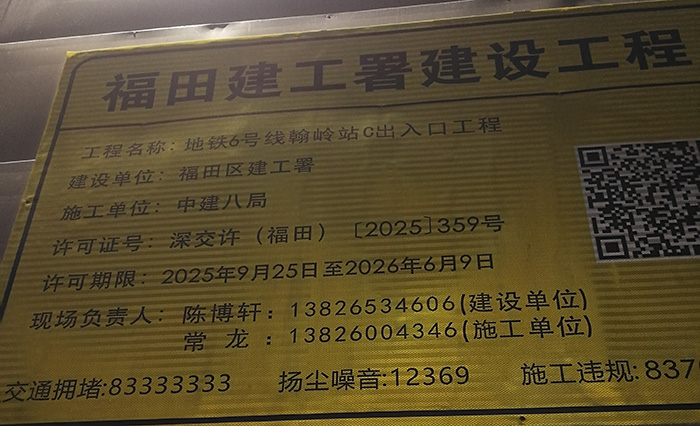 福田建工署建设工程
工程名称：地铁6号线翰岭站C出入口工程
建设单位：福田区建工署
施工单位：中建八局
许可证号：深交许（福田）［2025］359号
许可期限：2025年9月25日至2026年6月9日
现场负责人：陈博轩：13826534606(建设单位)
常 龙：13826004346(施工单位)
交通拥堵:83333333 扬尘噪音:12369 施工违规:837